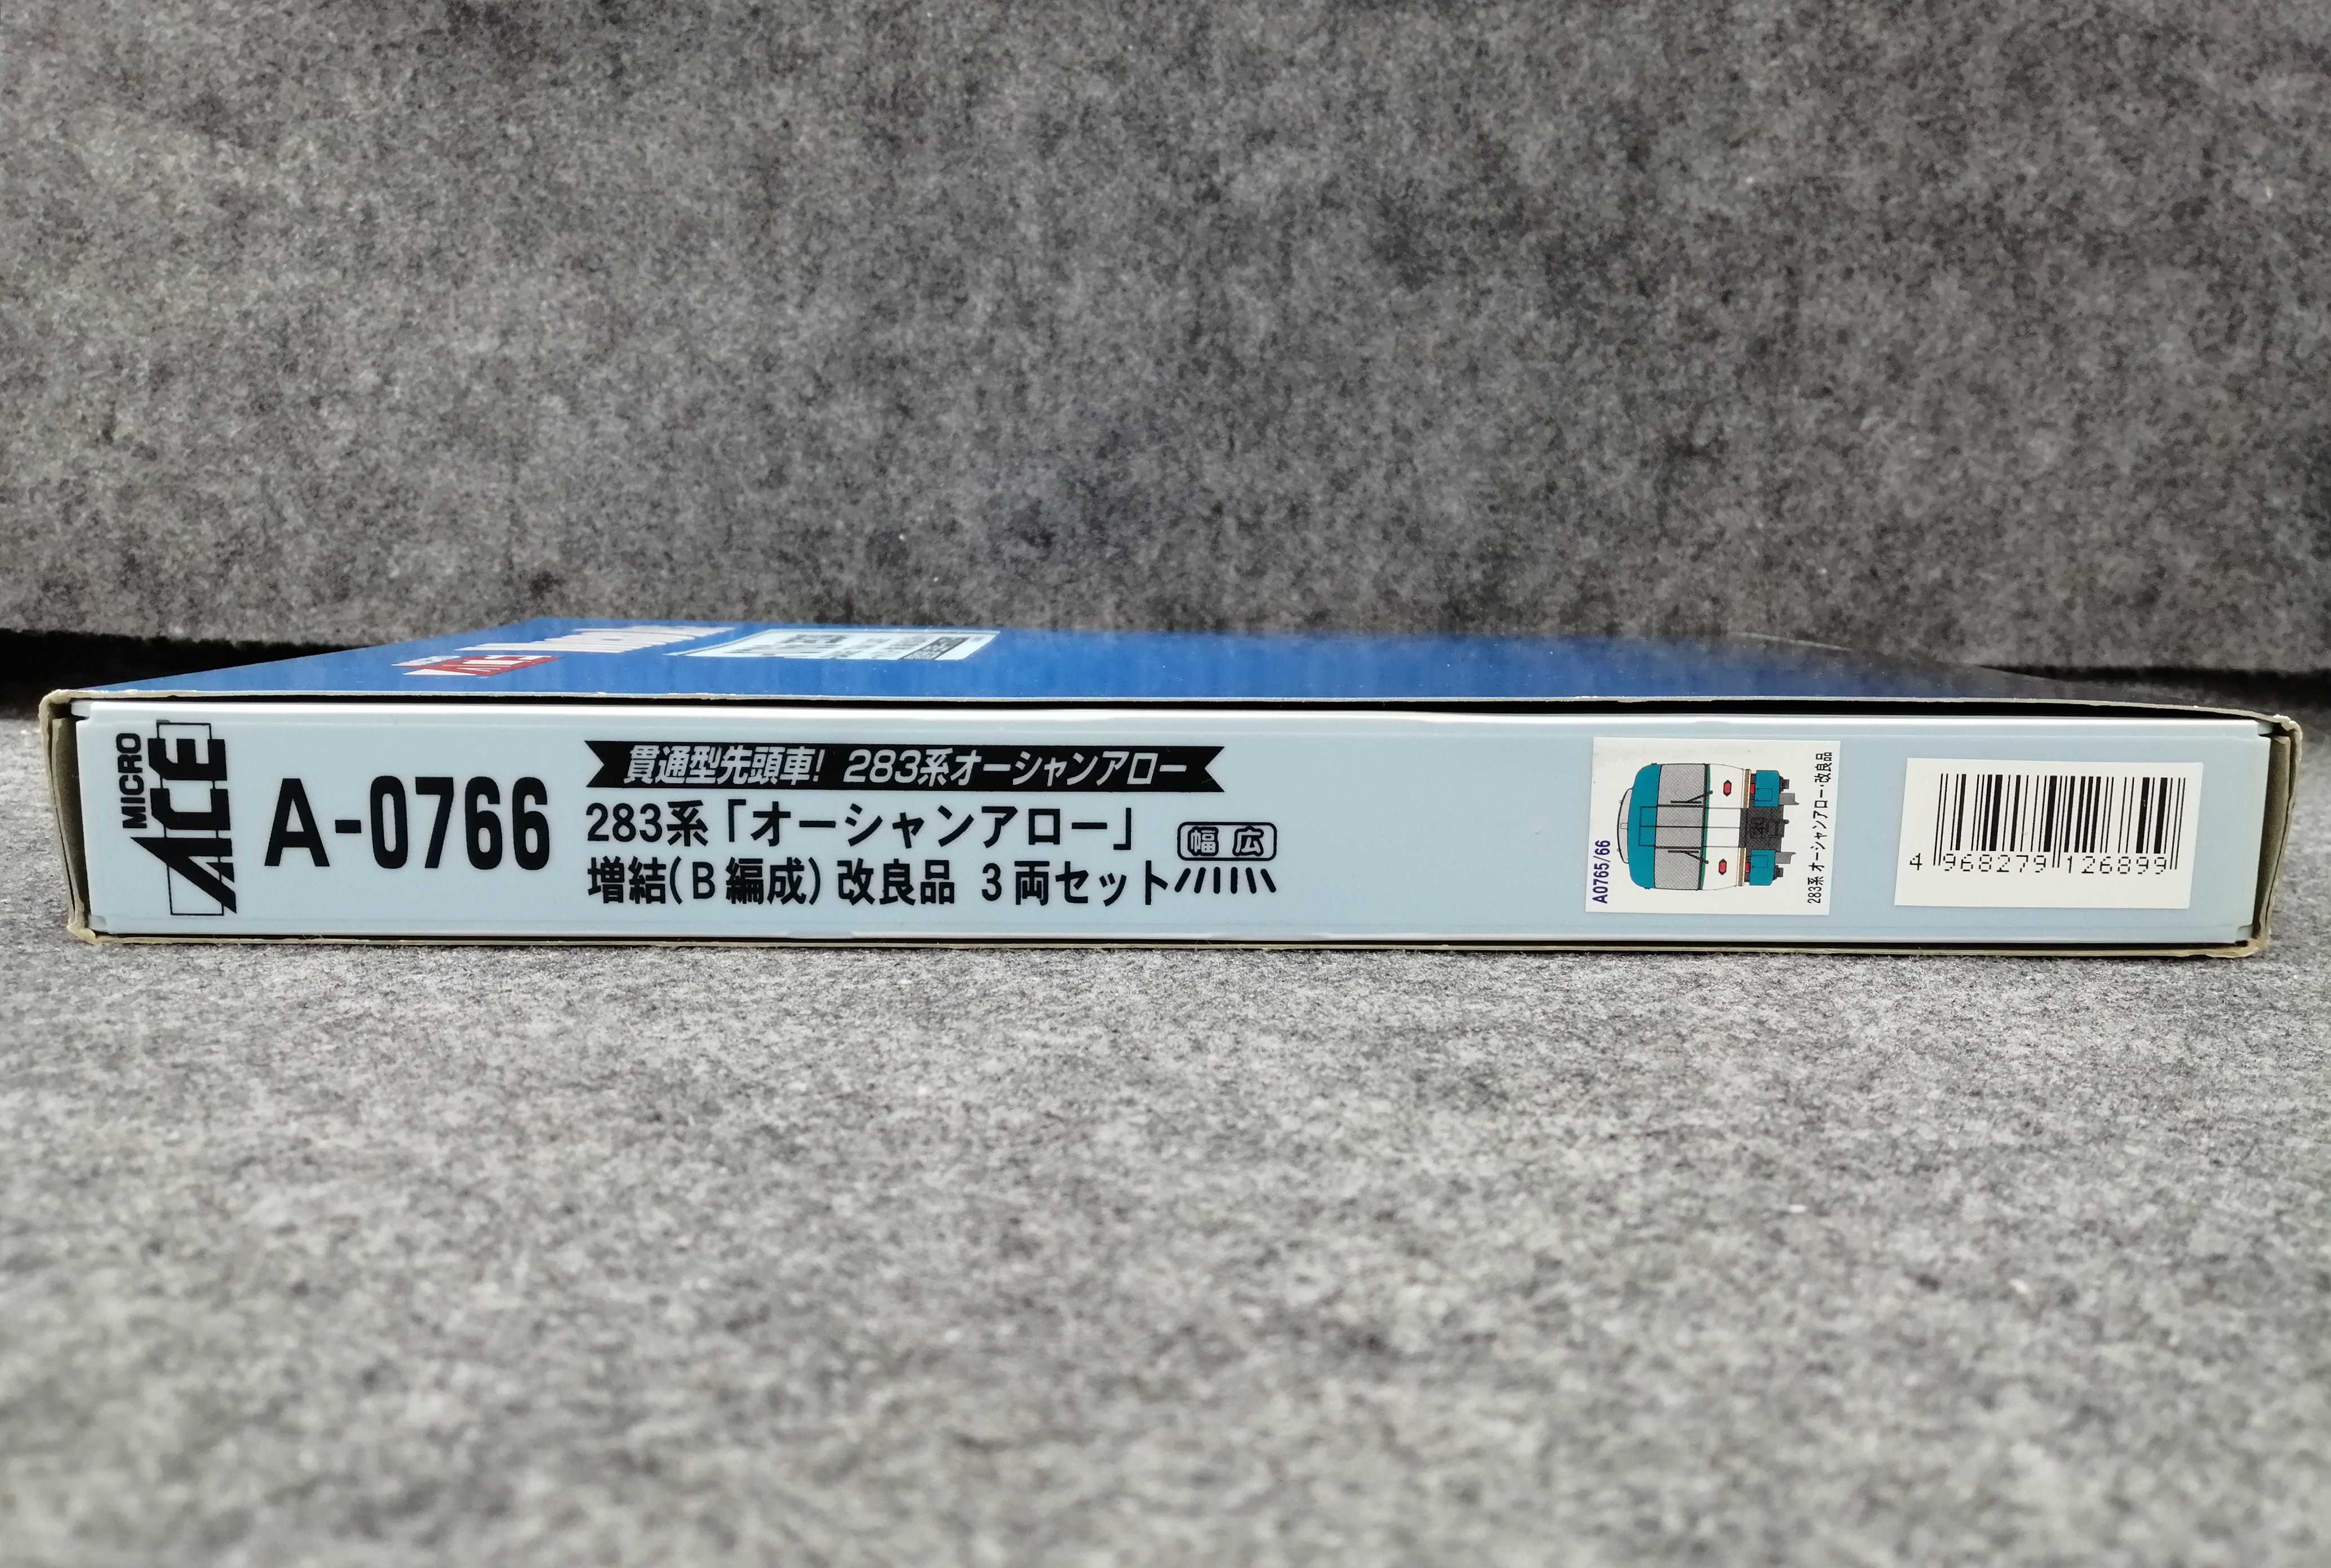 MICRO
ACE
A-0766
貫通型先頭車! 283系オーシャンアロー
283系「オーシャンアロー」
増結(B編成)改良品 3両セット
幅広
A0765/66
283系 オーシャンアロー・改良品
4 968279 126899